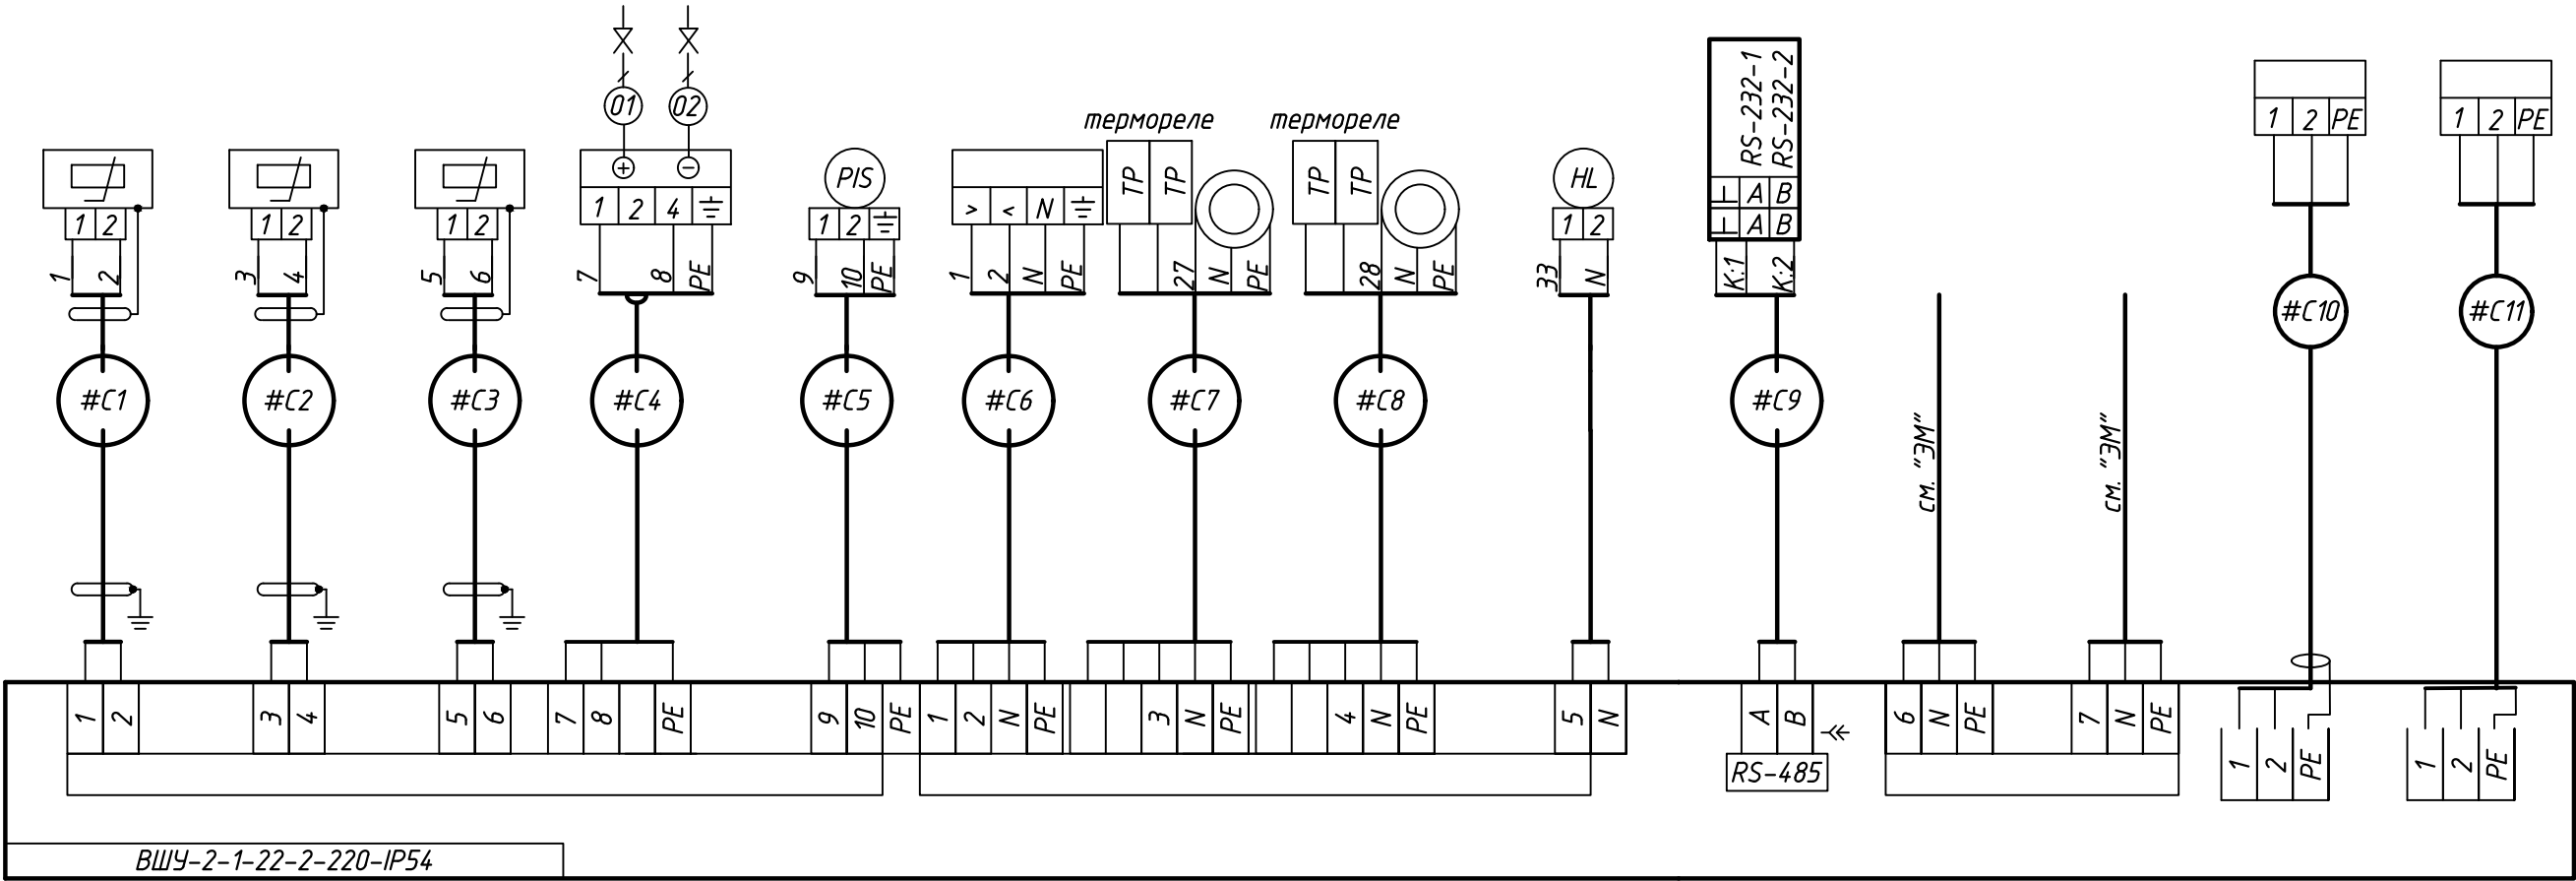 RS-232-1
RS-232-2
01 02
термореле термореле
1 2 PE 1 2 PE
1 2 1 2 1 2
1 2 4
PIS
1 2
> < N
TP TP
TP TP
HL
1 2
A B
A B
1 2 3 4 5 6 7 8 PE 9 10 PE 1 2 N PE 27 N PE 28 N PE 33 N K:1 K:2
#C10 #C11
#C1 #C2 #C3 #C4 #C5 #C6 #C7 #C8 #C9
см. "ЭМ" см. "ЭМ"
1 2 3 4 5 6 7 8 PE 9 10 PE 1 2 N PE 3 N PE 4 N PE 5 N A B 6 N PE 7 N PE
1 2 PE 1 2 PE
RS-485
ВШУ-2-1-22-2-220-IP54